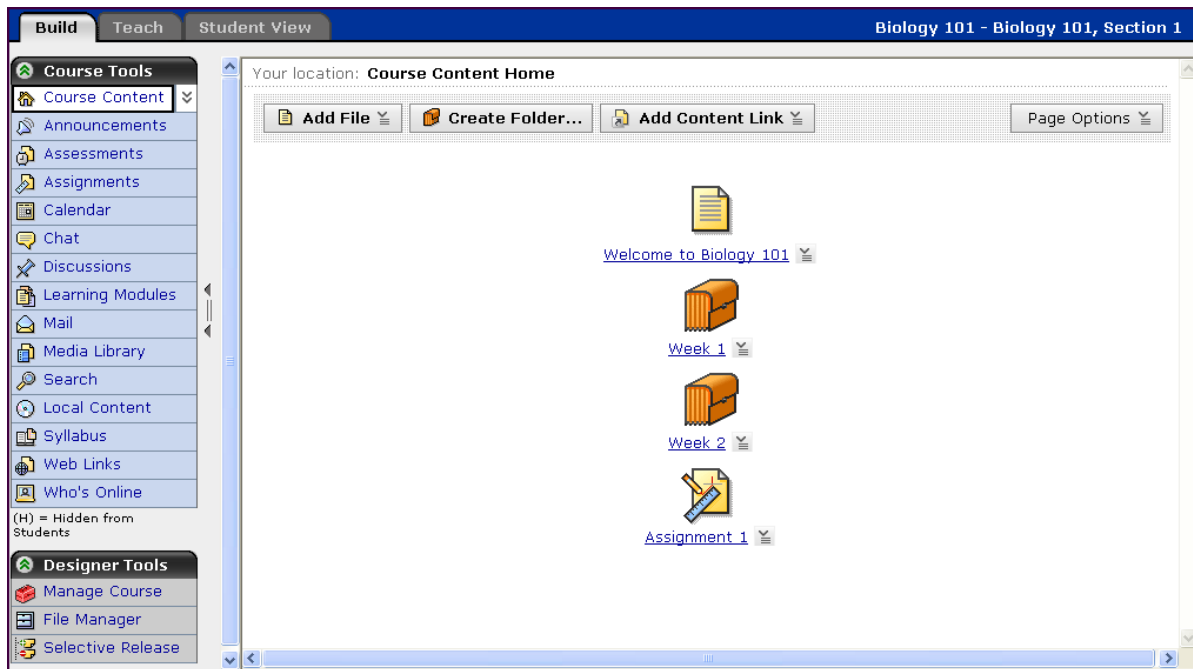 Build Teach Student View Biology 101 - Biology 101, Section 1
Course Tools
Course Content
Announcements
Assessments
Assignments
Calendar
Chat
Discussions
Learning Modules
Mail
Media Library
Search
Local Content
Syllabus
Web Links
Who's Online
(H) = Hidden from
Students
Designer Tools
Manage Course
File Manager
Selective Release
Your location: Course Content Home
Add File Create Folder... Add Content Link Page Options
Welcome to Biology 101
Week 1
Week 2
Assignment 1